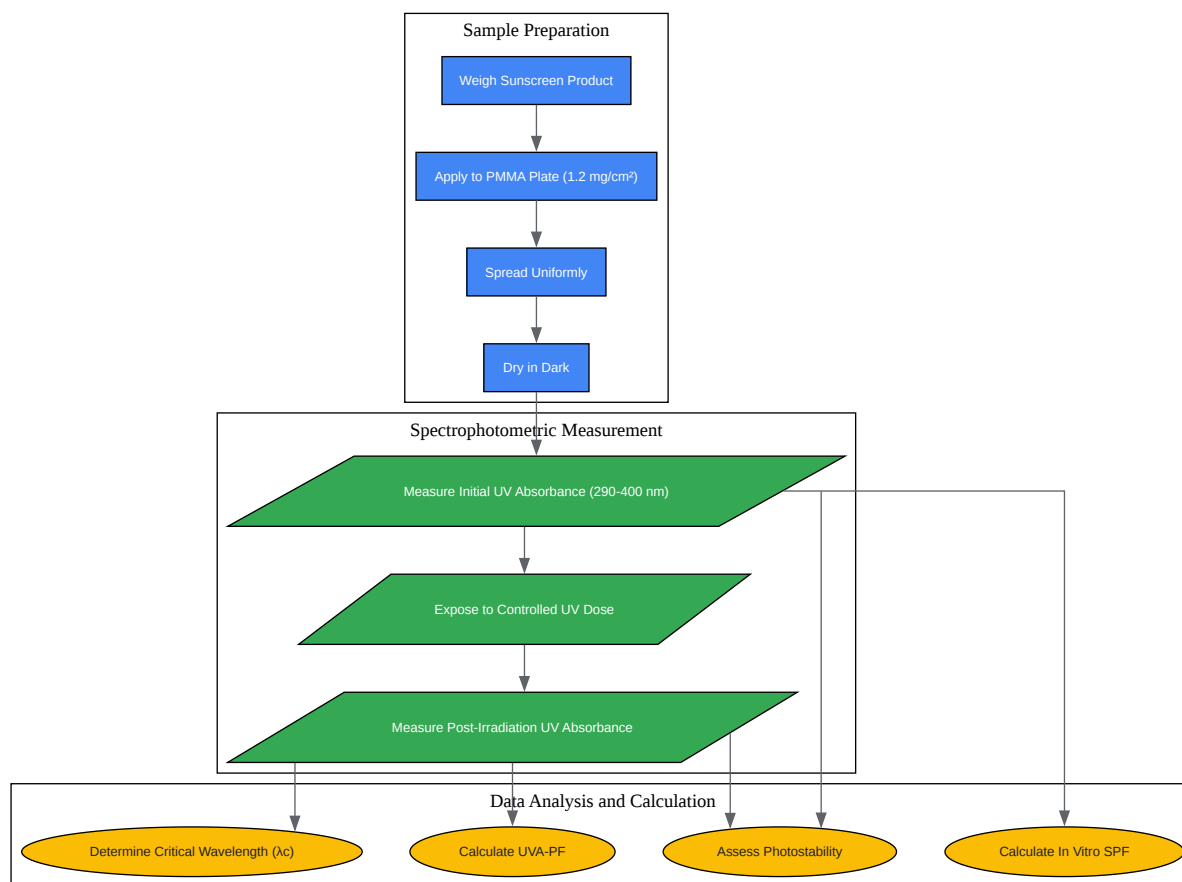 Sample Preparation
Weigh Sunscreen Product
Apply to PMMA Plate (1.2 mg/cm²)
Spread Uniformly
Dry in Dark
Spectrophotometric Measurement
Measure Initial UV Absorbance (290-400 nm)
Expose to Controlled UV Dose
Measure Post-Irradiation UV Absorbance
Data Analysis and Calculation
Determine Critical Wavelength (λc)
Calculate UVA-PF
Assess Photostability
Calculate In Vitro SPF